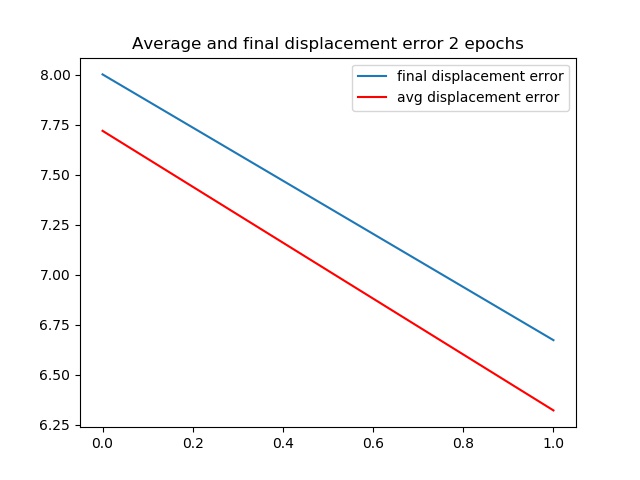 Average and final displacement error 2 epochs
final displacement error
avg displacement error
8.00
7.75
7.50
7.25
7.00
6.75
6.50
6.25
0.0 0.2 0.4 0.6 0.8 1.0